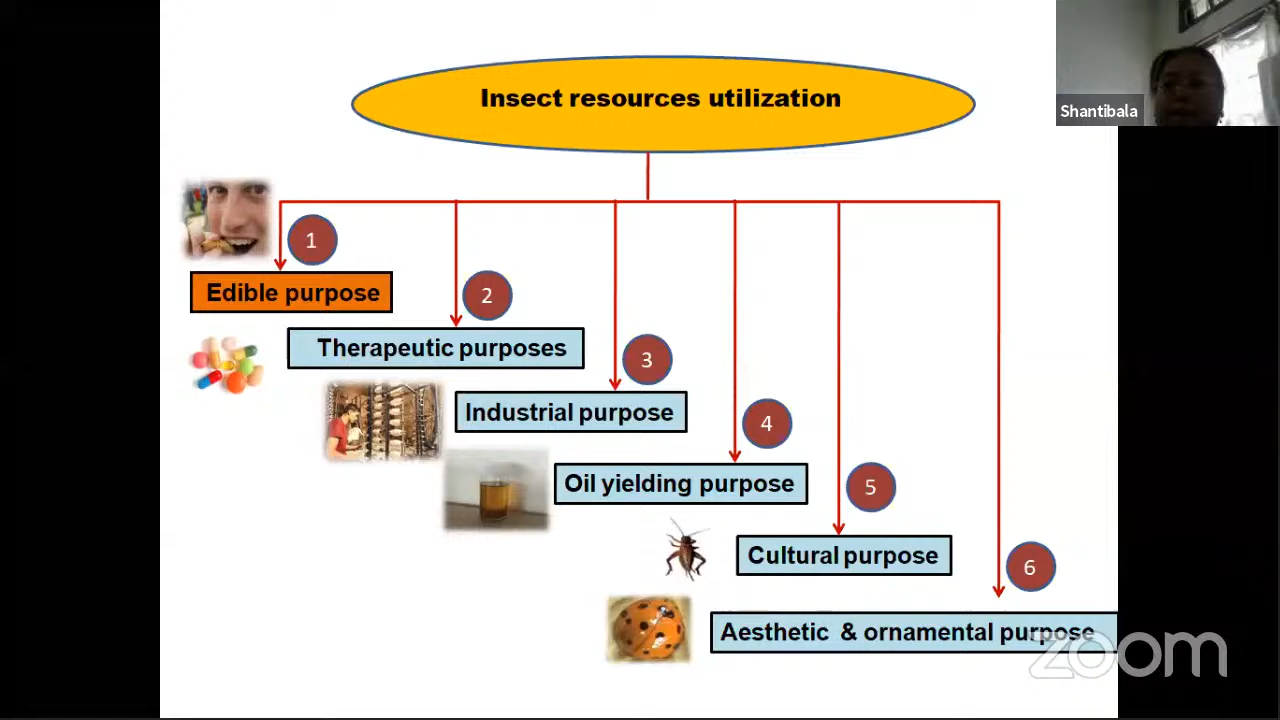 Insect resources utilization
Shantibala
1
Edible purpose
2
Therapeutic purposes
3
Industrial purpose
4
Oil yielding purpose
5
Cultural purpose
6
Aesthetic & ornamental purpose
zoom